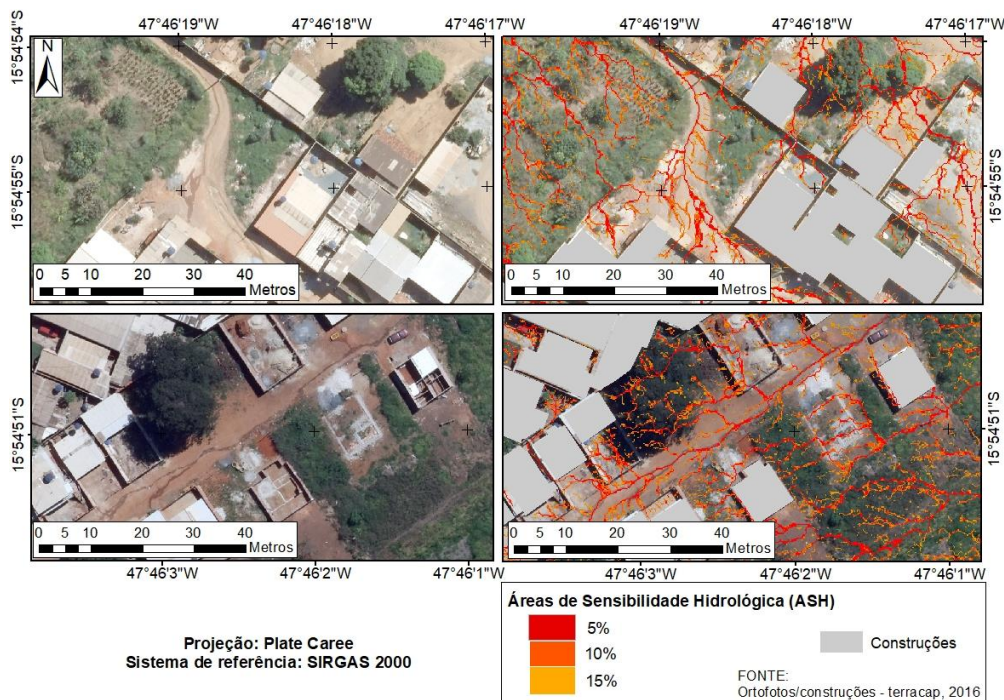 47°46'19"W 47°46'18"W 47°46'17"W 47°46'19"W 47°46'18"W 47°46'17"W
15°54'54"S
N
15°54'54"S
15°54'55"S
15°54'55"S
0 5 10 20 30 40
Metros
0 5 10 20 30 40
Metros
15°54'51"S
15°54'51"S
0 5 10 20 30 40
Metros
0 5 10 20 30 40
Metros
47°46'3"W 47°46'2"W 47°46'1"W 47°46'3"W 47°46'2"W 47°46'1"W
Projeção: Plate Caree
Sistema de referência: SIRGAS 2000
Áreas de Sensibilidade Hidrológica (ASH)
5%
10%
15%
Construções
FONTE:
Ortofotos/construções - terracap, 2016